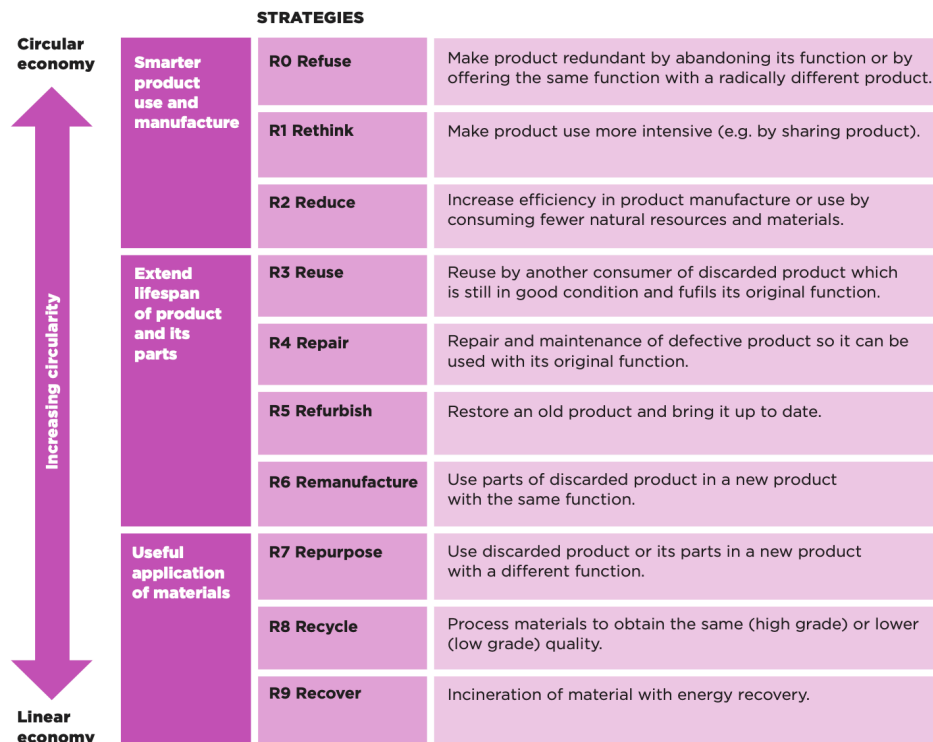 STRATEGIES
Circular
economy
Increasing circularity
Linear
economy
Smarter
product
use and
manufacture
R0 Refuse
Make product redundant by abandoning its function or by
offering the same function with a radically different product.
R1 Rethink
Make product use more intensive (e.g. by sharing product).
R2 Reduce
Increase efficiency in product manufacture or use by
consuming fewer natural resources and materials.
Extend
lifespan
of product
and its
parts
R3 Reuse
Reuse by another consumer of discarded product which
is still in good condition and fufils its original function.
R4 Repair
Repair and maintenance of defective product so it can be
used with its original function.
R5 Refurbish
Restore an old product and bring it up to date.
R6 Remanufacture
Use parts of discarded product in a new product
with the same function.
Useful
application
of materials
R7 Repurpose
Use discarded product or its parts in a new product
with a different function.
R8 Recycle
Process materials to obtain the same (high grade) or lower
(low grade) quality.
R9 Recover
Incineration of material with energy recovery.